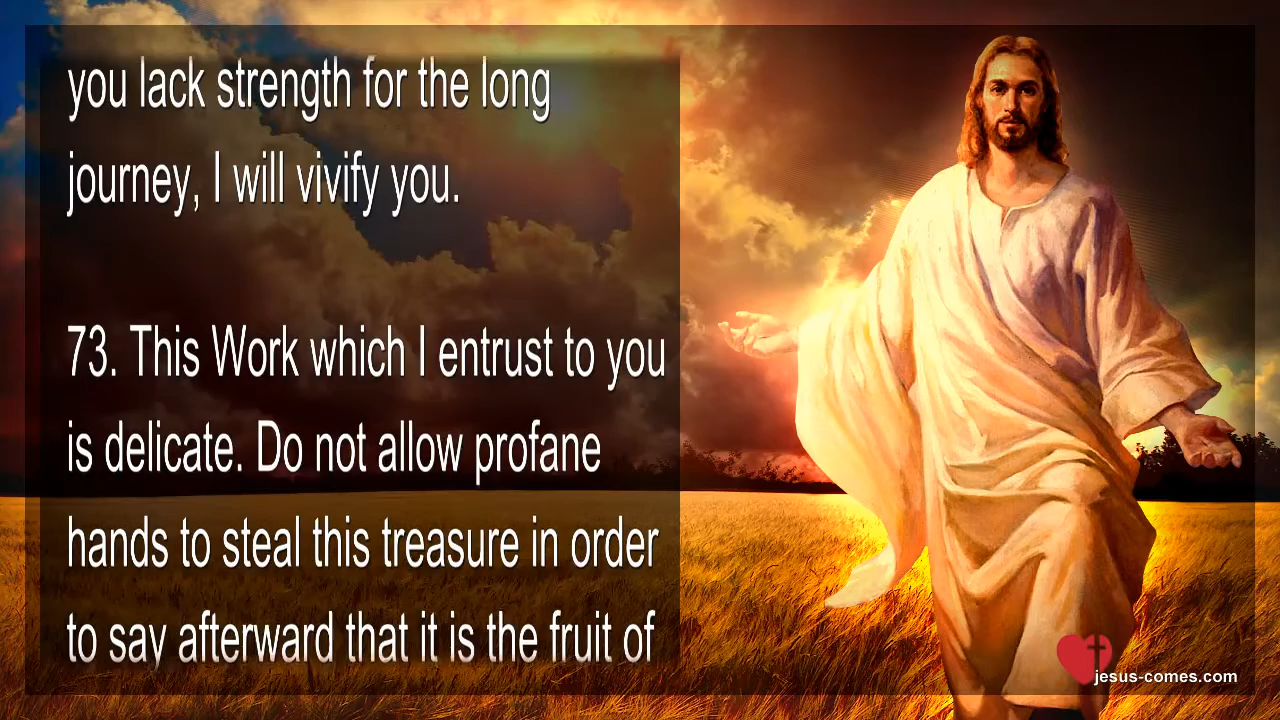 you lack strength for the long
journey, I will vivify you.
73. This Work which I entrust to you
is delicate. Do not allow profane
hands to steal this treasure in order
to say afterward that it is the fruit of
jesus-comes.com